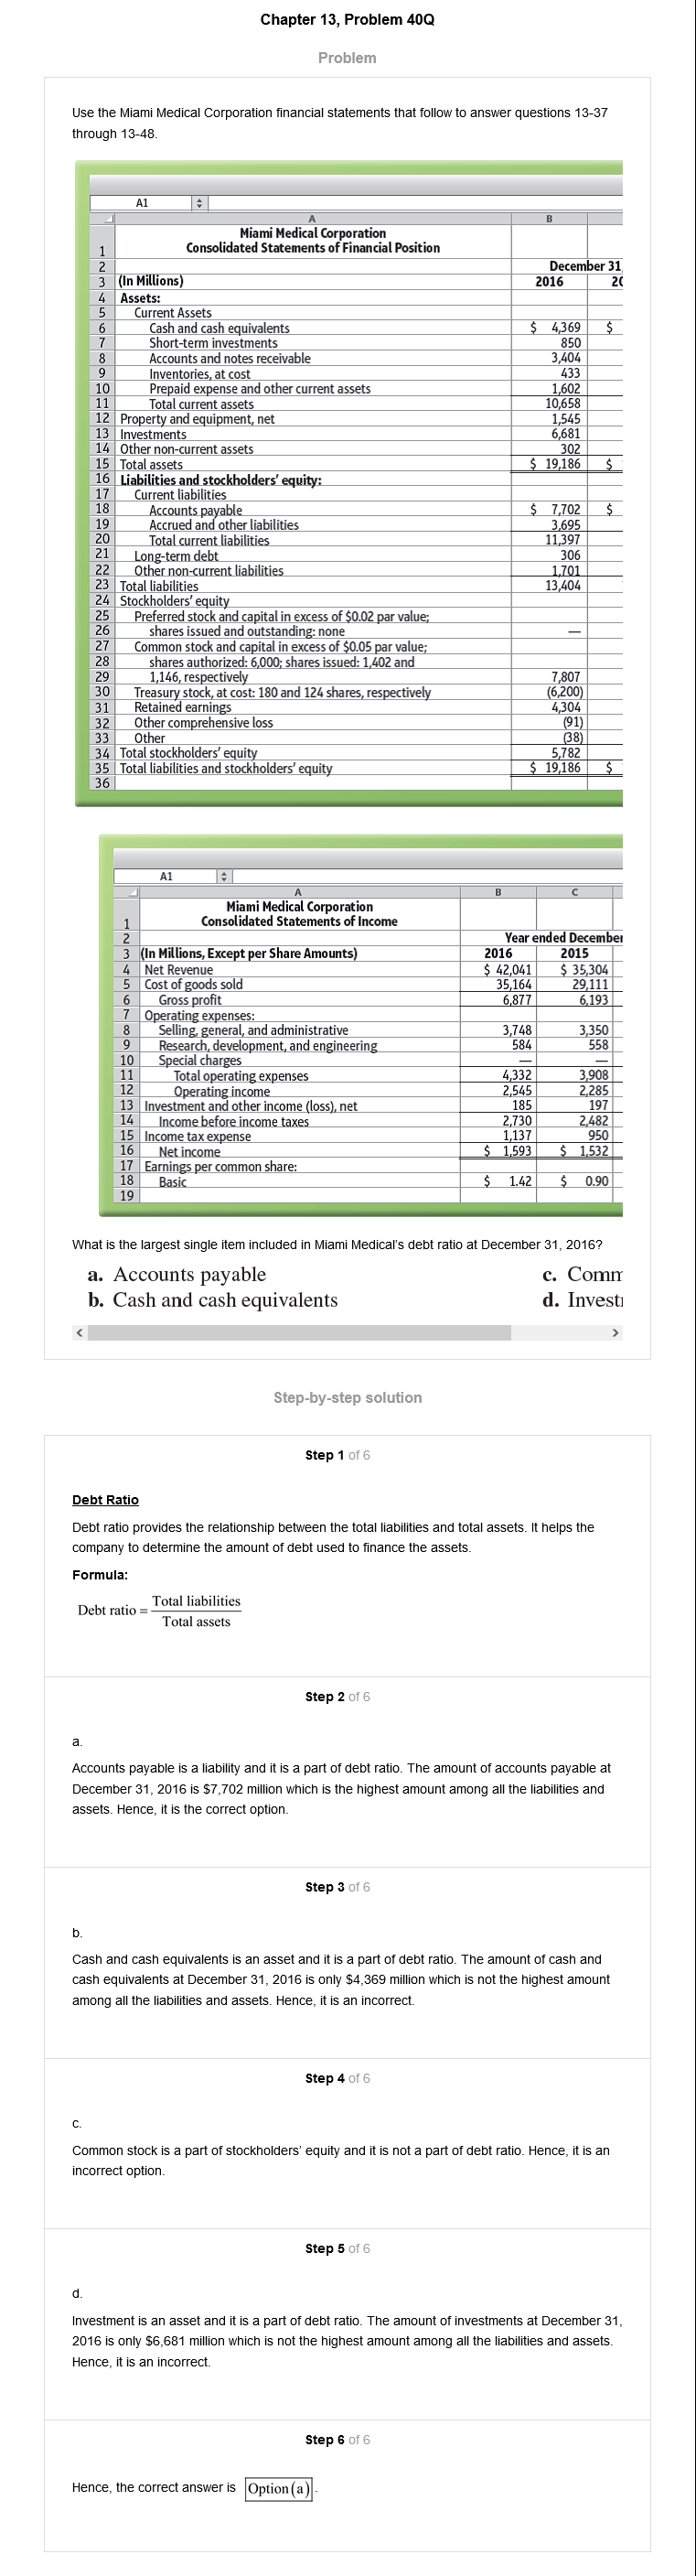 Chapter 13, Problem 40Q
Problem
Use the Miami Medical Corporation financial statements that follow to answer questions 13-37
through 13-48.
A1
A B
1 Miami Medical Corporation
Consolidated Statements of Financial Position
2 December 31,
3 (In Millions) 2016 20
4 Assets:
5 Current Assets
6 Cash and cash equivalents $ 4,369 $
7 Short-term investments 850
8 Accounts and notes receivable 3,404
9 Inventories, at cost 433
10 Prepaid expense and other current assets 1,602
11 Total current assets 10,658
12 Property and equipment, net 1,545
13 Investments 6,681
14 Other non-current assets 302
15 Total assets $ 19,186 $
16 Liabilities and stockholders' equity:
17 Current liabilities
18 Accounts payable $ 7,702 $
19 Accrued and other liabilities 3,695
20 Total current liabilities 11,397
21 Long-term debt 306
22 Other non-current liabilities 1,701
23 Total liabilities 13,404
24 Stockholders' equity
25 Preferred stock and capital in excess of $0.02 par value;
26 shares issued and outstanding: none —
27 Common stock and capital in excess of $0.05 par value;
28 shares authorized: 6,000; shares issued: 1,402 and
29 1,146, respectively 7,807
30 Treasury stock, at cost: 180 and 124 shares, respectively (6,200)
31 Retained earnings 4,304
32 Other comprehensive loss (91)
33 Other (38)
34 Total stockholders' equity 5,782
35 Total liabilities and stockholders' equity $ 19,186 $
36
A1
A B C
1 Miami Medical Corporation
Consolidated Statements of Income
2 Year ended December
3 (In Millions, Except per Share Amounts) 2016 2015
4 Net Revenue $ 42,041 $ 35,304
5 Cost of goods sold 35,164 29,111
6 Gross profit 6,877 6,193
7 Operating expenses:
8 Selling, general, and administrative 3,748 3,350
9 Research, development, and engineering 584 558
10 Special charges — —
11 Total operating expenses 4,332 3,908
12 Operating income 2,545 2,285
13 Investment and other income (loss), net 185 197
14 Income before income taxes 2,730 2,482
15 Income tax expense 1,137 950
16 Net income $ 1,593 $ 1,532
17 Earnings per common share:
18 Basic $ 1.42 $ 0.90
19
What is the largest single item included in Miami Medical's debt ratio at December 31, 2016?
a. Accounts payable c. Comm
b. Cash and cash equivalents d. Invest
Step-by-step solution
Step 1 of 6
Debt Ratio
Debt ratio provides the relationship between the total liabilities and total assets. It helps the
company to determine the amount of debt used to finance the assets.
Formula:
Debt ratio = Total liabilities / Total assets
Step 2 of 6
a.
Accounts payable is a liability and it is a part of debt ratio. The amount of accounts payable at
December 31, 2016 is $7,702 million which is the highest amount among all the liabilities and
assets. Hence, it is the correct option.
Step 3 of 6
b.
Cash and cash equivalents is an asset and it is a part of debt ratio. The amount of cash and
cash equivalents at December 31, 2016 is only $4,369 million which is not the highest amount
among all the liabilities and assets. Hence, it is an incorrect.
Step 4 of 6
c.
Common stock is a part of stockholders' equity and it is not a part of debt ratio. Hence, it is an
incorrect option.
Step 5 of 6
d.
Investment is an asset and it is a part of debt ratio. The amount of investments at December 31,
2016 is only $6,681 million which is not the highest amount among all the liabilities and assets.
Hence, it is an incorrect.
Step 6 of 6
Hence, the correct answer is Option (a).